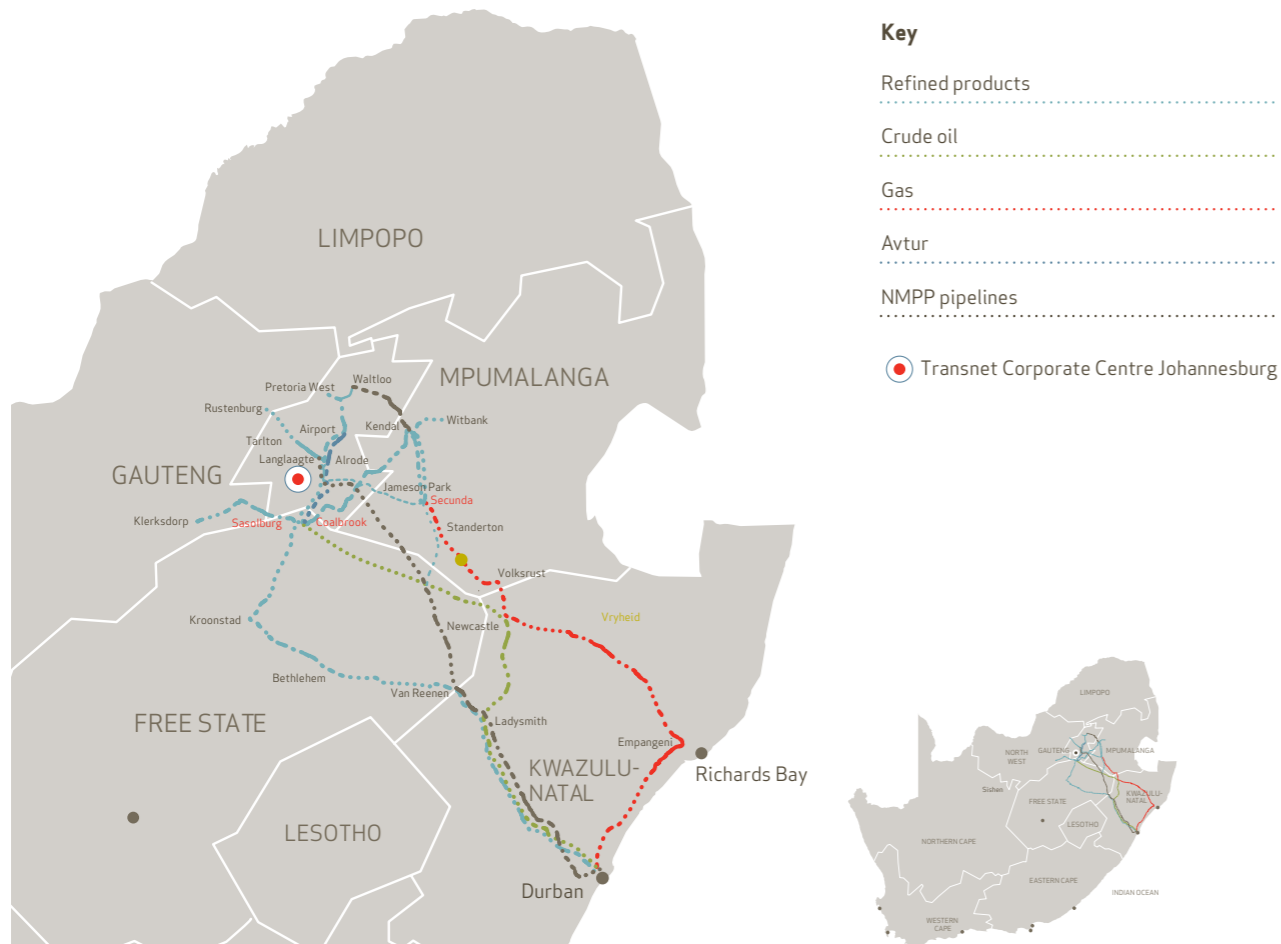 Key
Refined products
Crude oil
Gas
Avtur
NMPP pipelines
Transnet Corporate Centre Johannesburg
LIMPOPO
MPUMALANGA
Pretoria West
Waltloo
Rustenburg
Airport
Kendal
Witbank
Tarlton
Langlaagte
Alrode
GAUTENG
Jameson Park
Secunda
Klerksdorp
Sasolburg
Coalbrook
Standerton
Volksrust
Kroonstad
Newcastle
Vryheid
Bethlehem
Van Reenen
FREE STATE
Ladysmith
Empangeni
KWAZULU-
NATAL
Richards Bay
LESOTHO
Durban
LIMPOPO
NORTH
WEST
GAUTENG
MPUMALANGA
Sishen
FREE STATE
KWAZULU-
NATAL
LESOTHO
NORTHERN CAPE
EASTERN CAPE
INDIAN OCEAN
WESTERN
CAPE